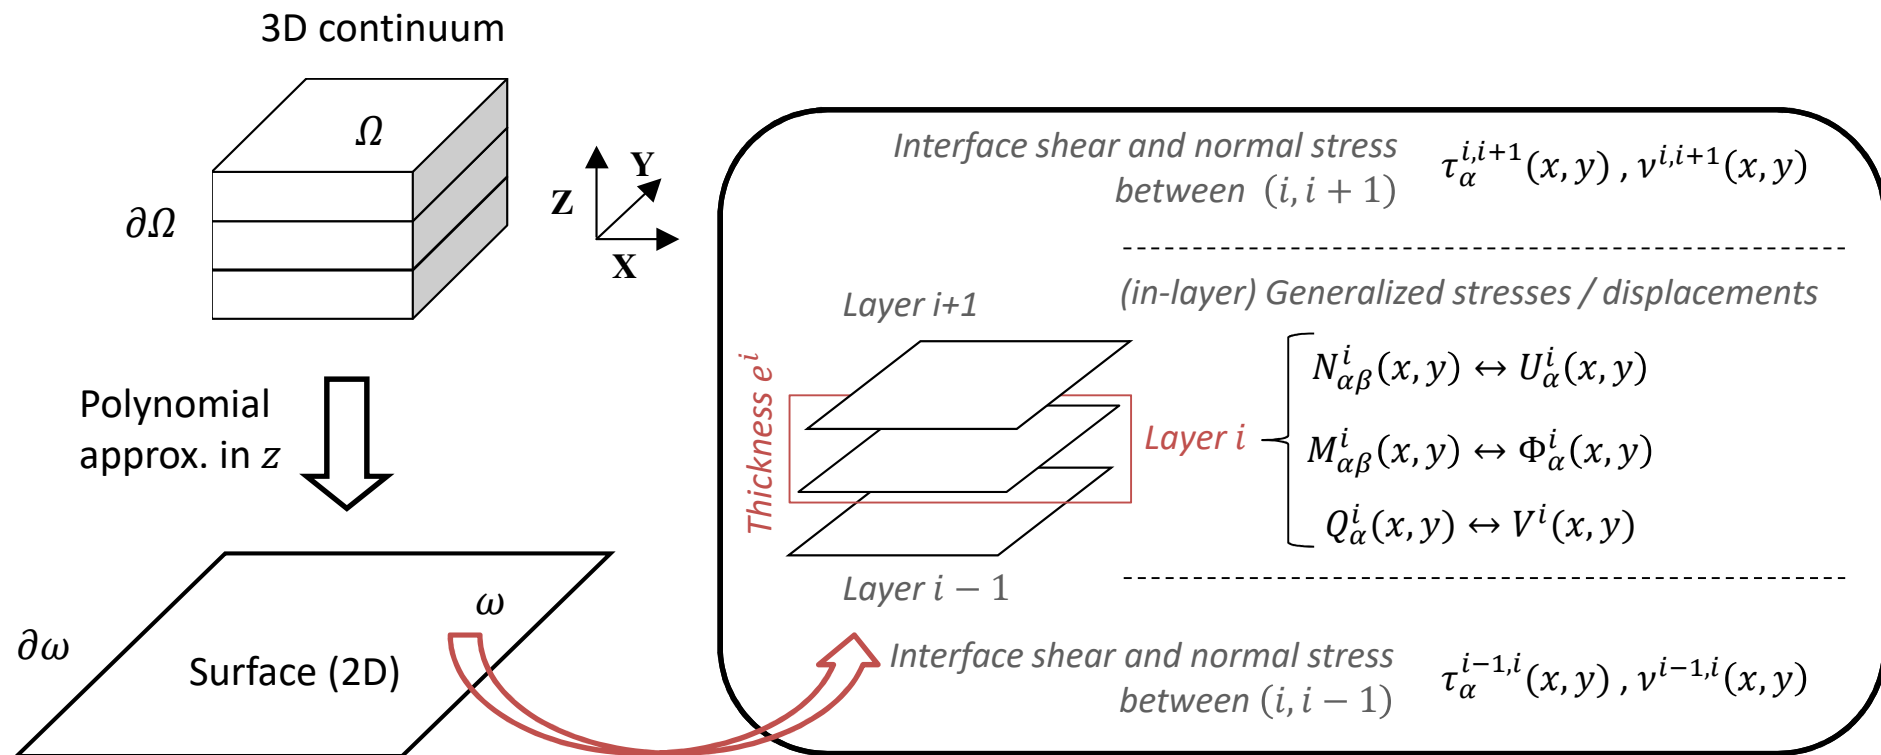 3D continuum
Ω
∂Ω
Z
Y
X
Polynomial
approx. in z
∂ω
ω
Surface (2D)
Interface shear and normal stress
between (i, i + 1)
τ_α^{i,i+1}(x, y) , ν^{i,i+1}(x, y)
(in-layer) Generalized stresses / displacements
Layer i+1
Thickness e^i
Layer i
Layer i − 1
N_{αβ}^i(x, y) ↔ U_α^i(x, y)
M_{αβ}^i(x, y) ↔ Φ_α^i(x, y)
Q_α^i(x, y) ↔ V^i(x, y)
Interface shear and normal stress
between (i, i − 1)
τ_α^{i−1,i}(x, y) , ν^{i−1,i}(x, y)